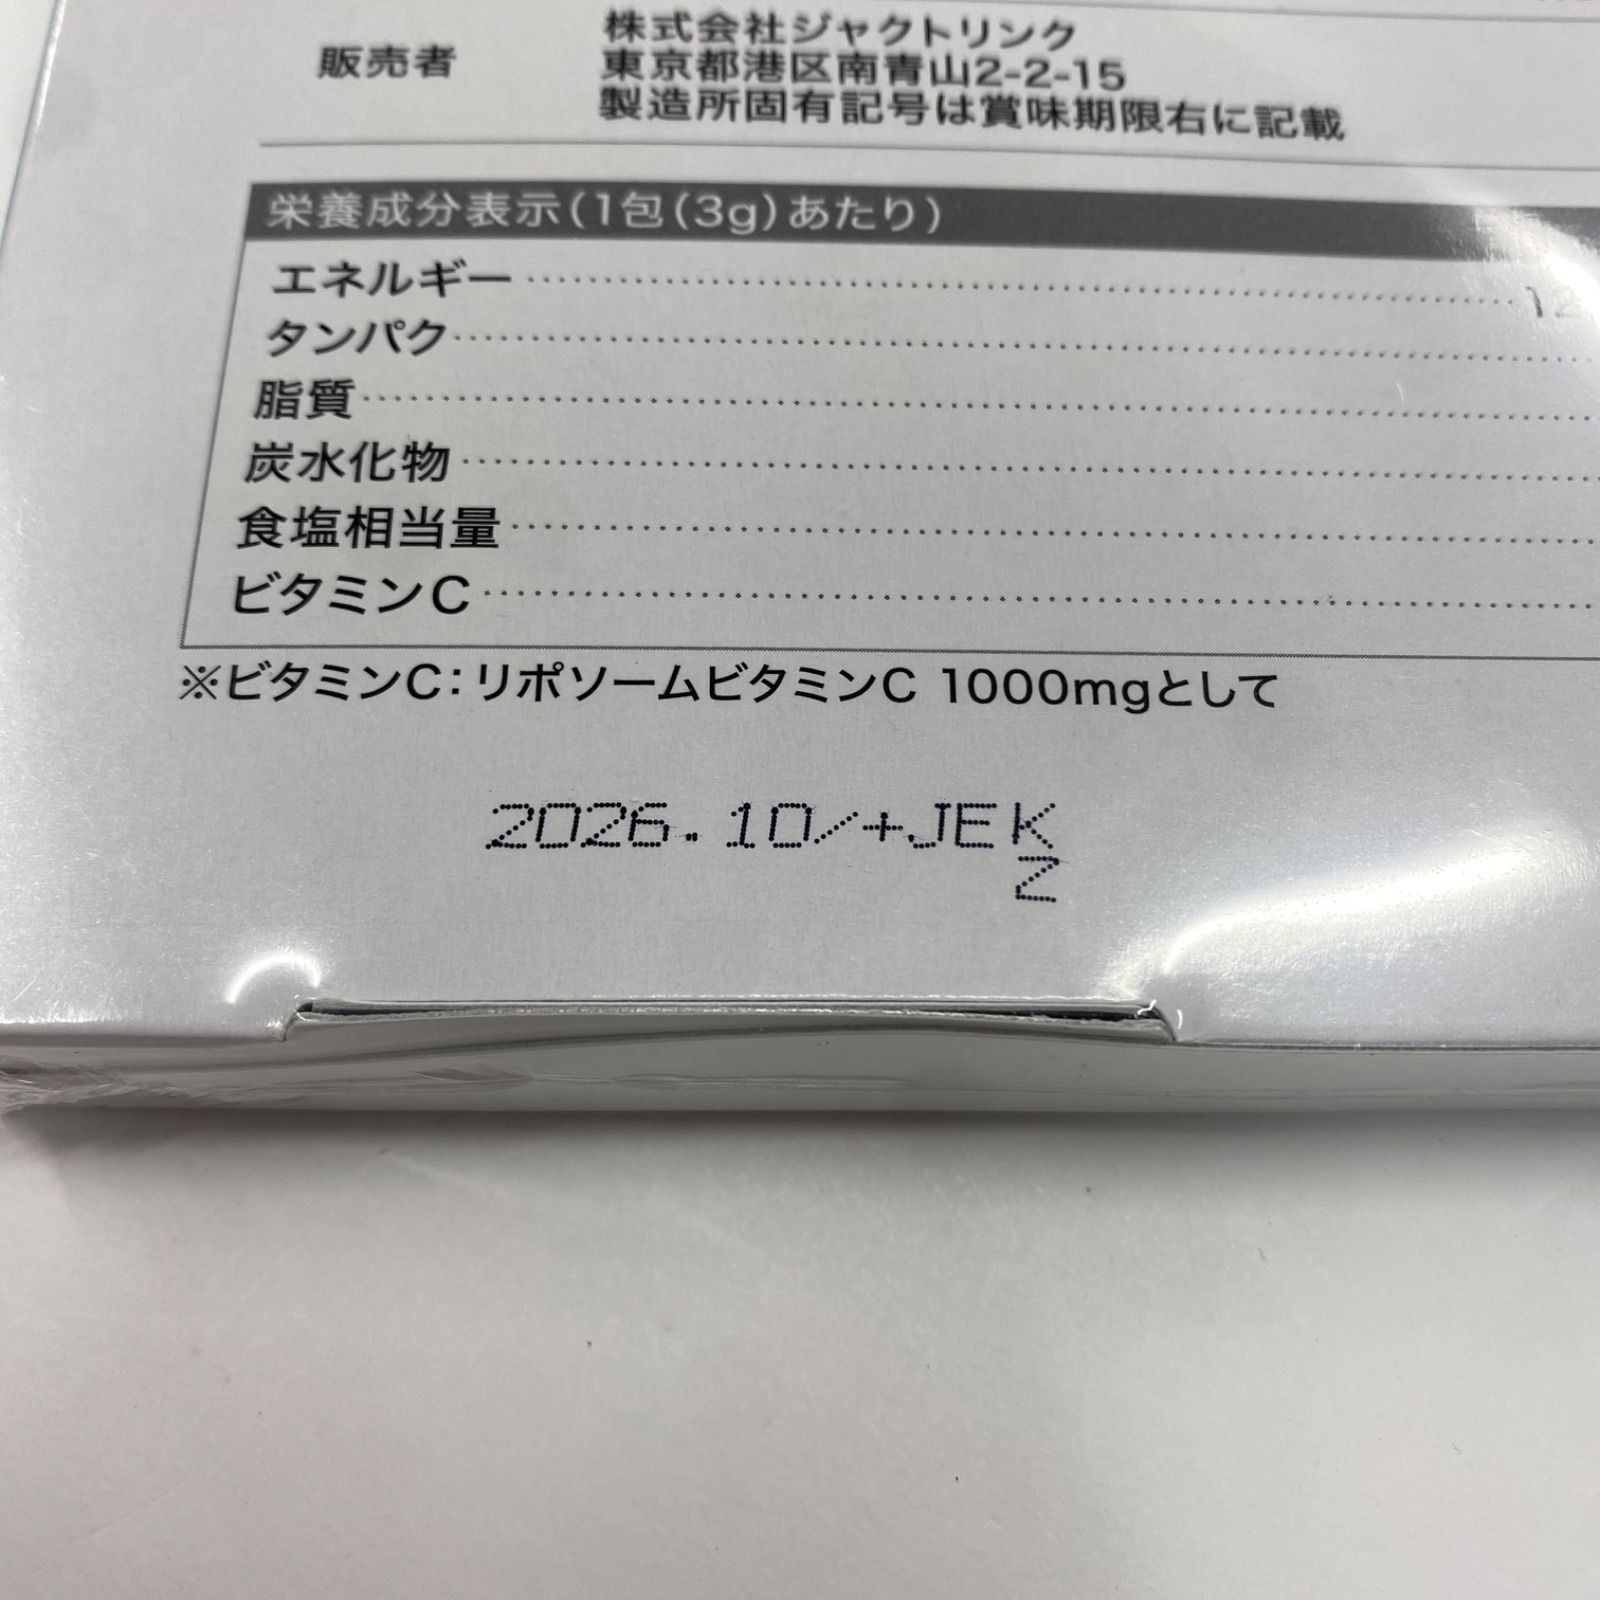 販売者
株式会社ジャクトリンク
東京都港区南青山2-2-15
製造所固有記号は賞味期限右に記載
栄養成分表示(1包(3g)あたり)
エネルギー
タンパク
脂質
炭水化物
食塩相当量
ビタミンC
※ビタミンC:リポソームビタミンC 1000mgとして
2026.10/+JEK
Z